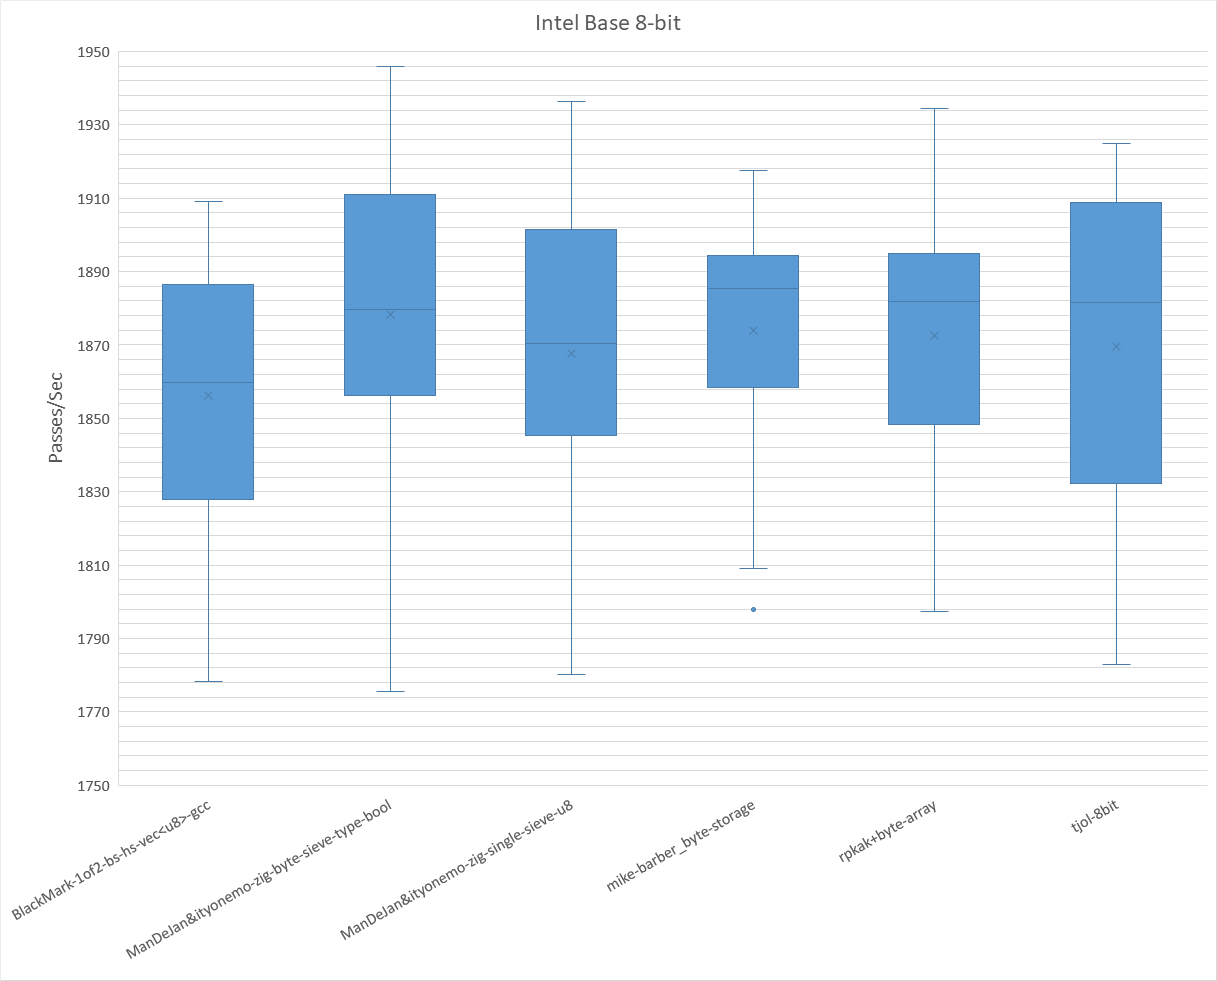 Intel Base 8-bit
1950
1930
1910
1890
1870
1850
1830
1810
1790
1770
1750
Passes/Sec
BlackMark-1of2-bs-hs-vec<u8>-gcc
ManDeJan&ityonemo-zig-byte-sieve-type-bool
ManDeJan&ityonemo-zig-single-sieve-u8
mike-barber_byte-storage
rpkak+byte-array
tjol-8bit